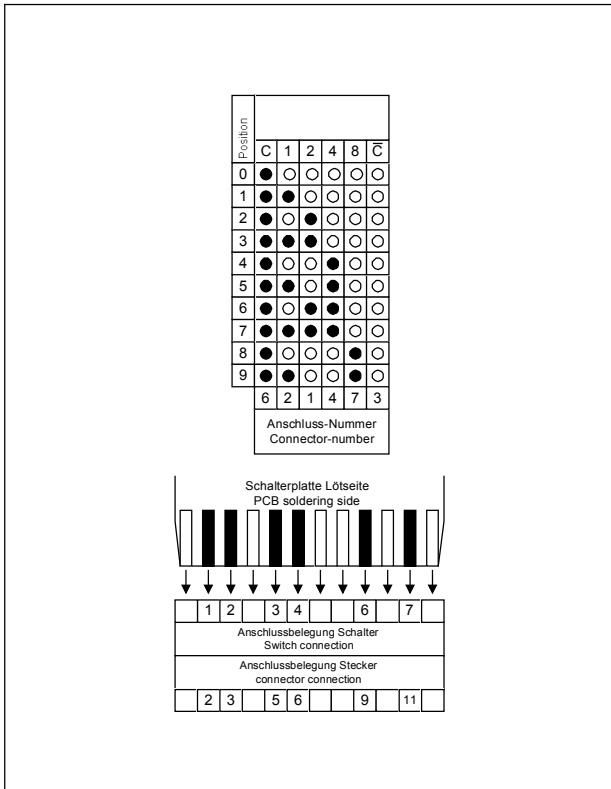 Position
C 1 2 4 8 C̅
0
1
2
3
4
5
6
7
8
9
6 2 1 4 7 3
Anschluss-Nummer
Connector-number
Schalterplatte Lötseite
PCB soldering side
1 2 3 4 6 7
Anschlussbelegung Schalter
Switch connection
Anschlussbelegung Stecker
connector connection
2 3 5 6 9 11